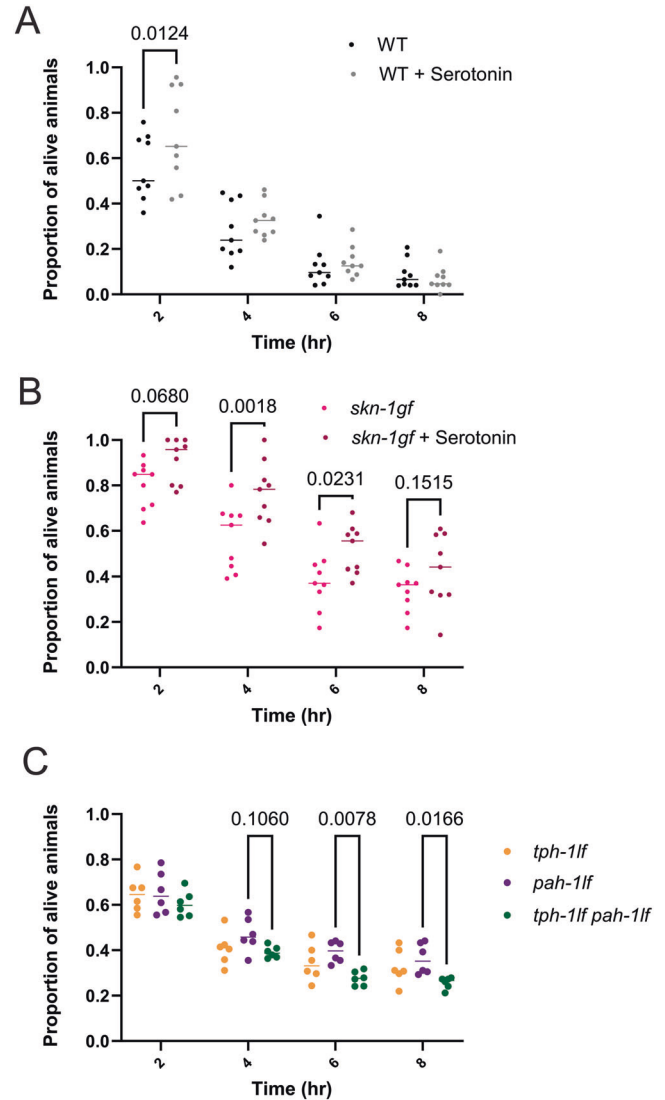 A
0.0124
WT
WT + Serotonin
Proportion of alive animals
1.0
0.8
0.6
0.4
0.2
0.0
2
4
6
8
Time (hr)
B
0.0680
0.0018
0.0231
0.1515
skn-1gf
skn-1gf + Serotonin
Proportion of alive animals
1.0
0.8
0.6
0.4
0.2
0.0
2
4
6
8
Time (hr)
C
0.1060
0.0078
0.0166
tph-1lf
pah-1lf
tph-1lf pah-1lf
Proportion of alive animals
1.0
0.8
0.6
0.4
0.2
0.0
2
4
6
8
Time (hr)